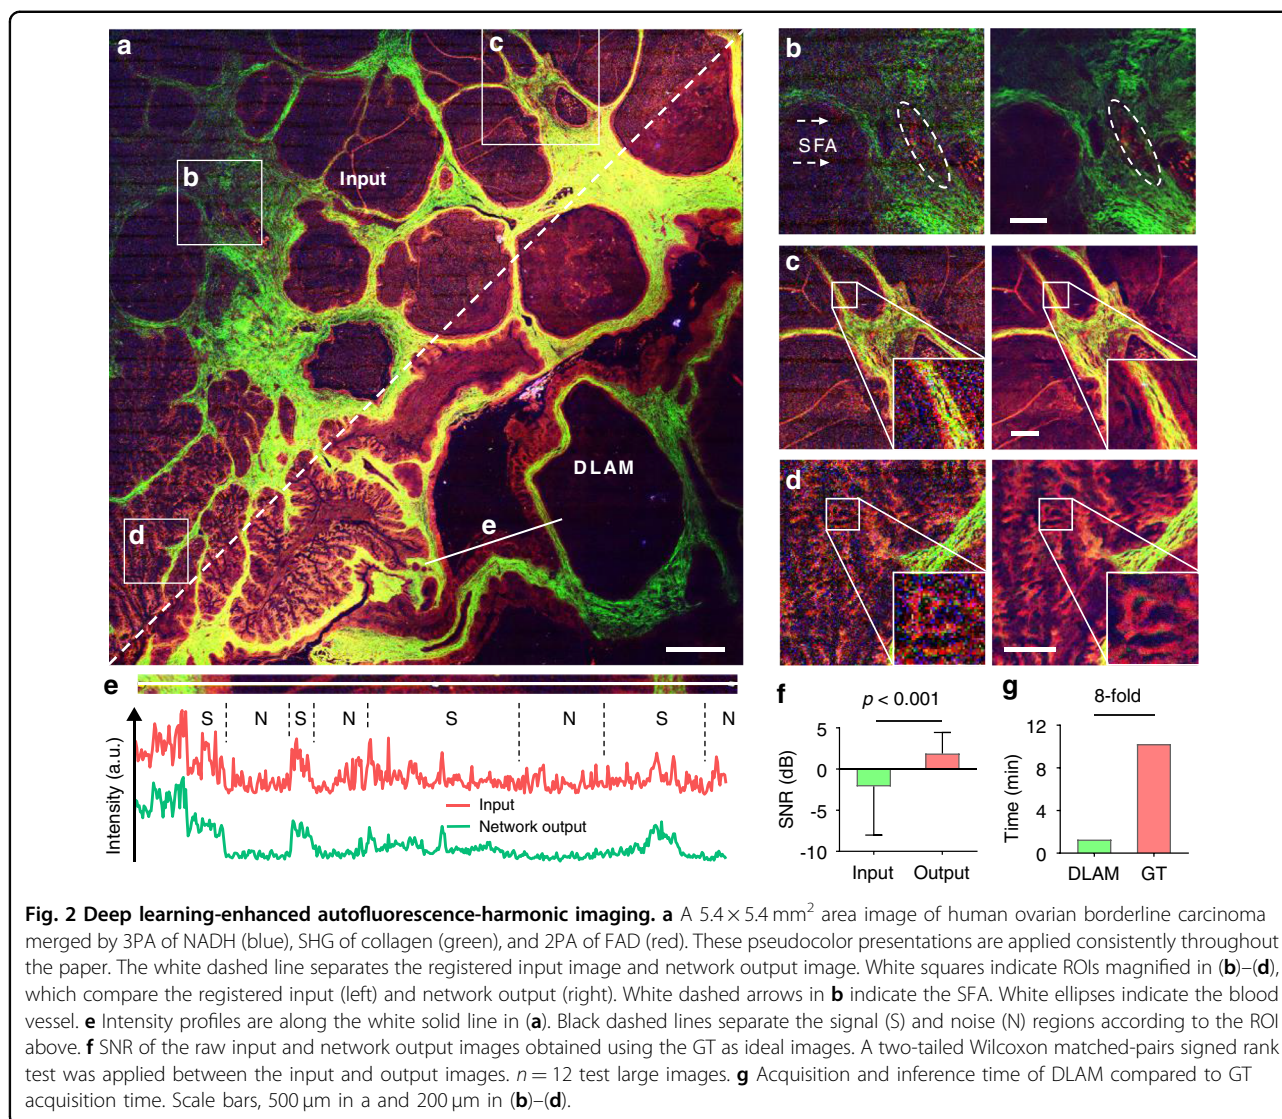 a
c
b
Input
DLAM
e
d
b
SFA
c
d
e
S
N
S
N
S
N
S
N
Intensity (a.u.)
Input
Network output
f
p < 0.001
SNR (dB)
5
0
-5
-10
Input
Output
g
8-fold
Time (min)
12
8
4
0
DLAM
GT
Fig. 2 Deep learning-enhanced autofluorescence-harmonic imaging. a A 5.4 × 5.4 mm² area image of human ovarian borderline carcinoma
merged by 3PA of NADH (blue), SHG of collagen (green), and 2PA of FAD (red). These pseudocolor presentations are applied consistently throughout
the paper. The white dashed line separates the registered input image and network output image. White squares indicate ROIs magnified in (b)–(d),
which compare the registered input (left) and network output (right). White dashed arrows in b indicate the SFA. White ellipses indicate the blood
vessel. e Intensity profiles are along the white solid line in (a). Black dashed lines separate the signal (S) and noise (N) regions according to the ROI
above. f SNR of the raw input and network output images obtained using the GT as ideal images. A two-tailed Wilcoxon matched-pairs signed rank
test was applied between the input and output images. n = 12 test large images. g Acquisition and inference time of DLAM compared to GT
acquisition time. Scale bars, 500 μm in a and 200 μm in (b)–(d).